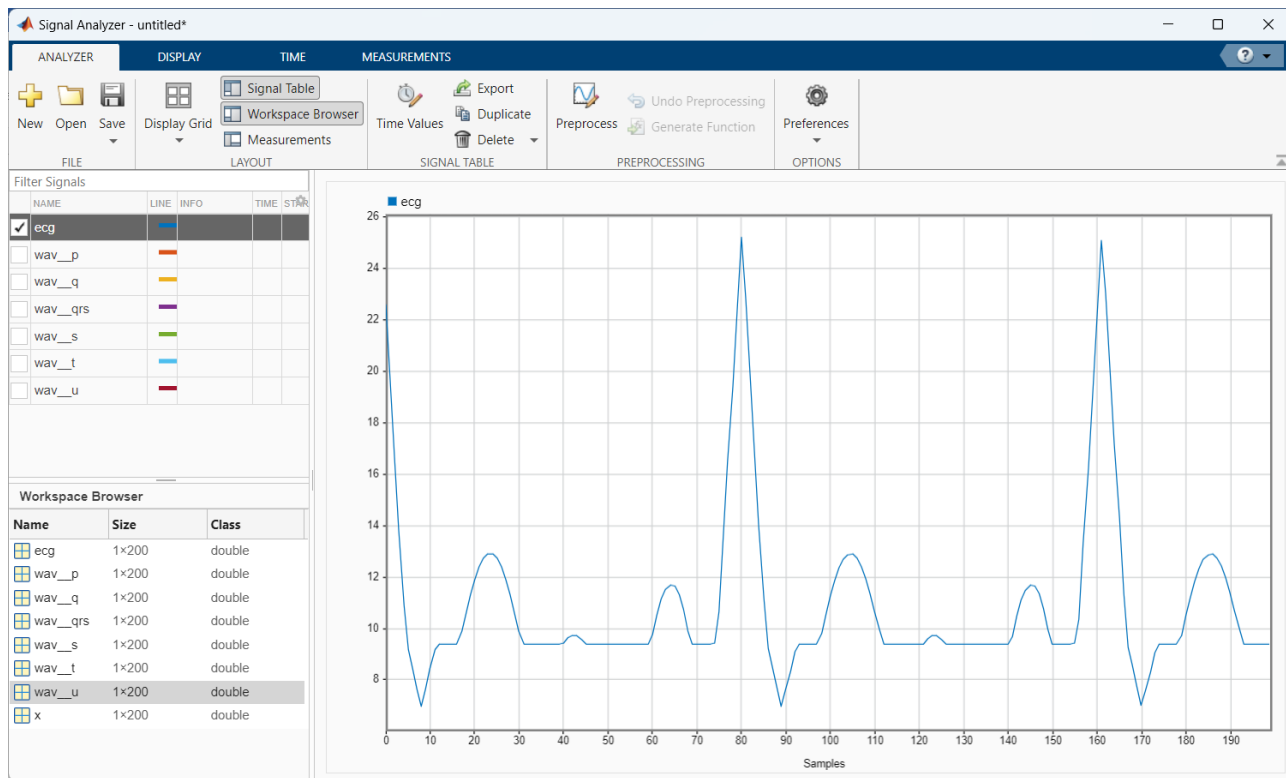 Signal Analyzer - untitled*
ANALYZER DISPLAY TIME MEASUREMENTS
?
New Open Save
FILE
Display Grid
Signal Table
Workspace Browser
Measurements
LAYOUT
Time Values
Export
Duplicate
Delete
SIGNAL TABLE
Preprocess
Undo Preprocessing
Generate Function
PREPROCESSING
Preferences
OPTIONS
Filter Signals
NAME LINE INFO TIME STAR
ecg
wav__p
wav__q
wav__qrs
wav__s
wav__t
wav__u
Workspace Browser
Name Size Class
ecg 1×200 double
wav__p 1×200 double
wav__q 1×200 double
wav__qrs 1×200 double
wav__s 1×200 double
wav__t 1×200 double
wav__u 1×200 double
x 1×200 double
ecg
26
24
22
20
18
16
14
12
10
8
0 10 20 30 40 50 60 70 80 90 100 110 120 130 140 150 160 170 180 190
Samples